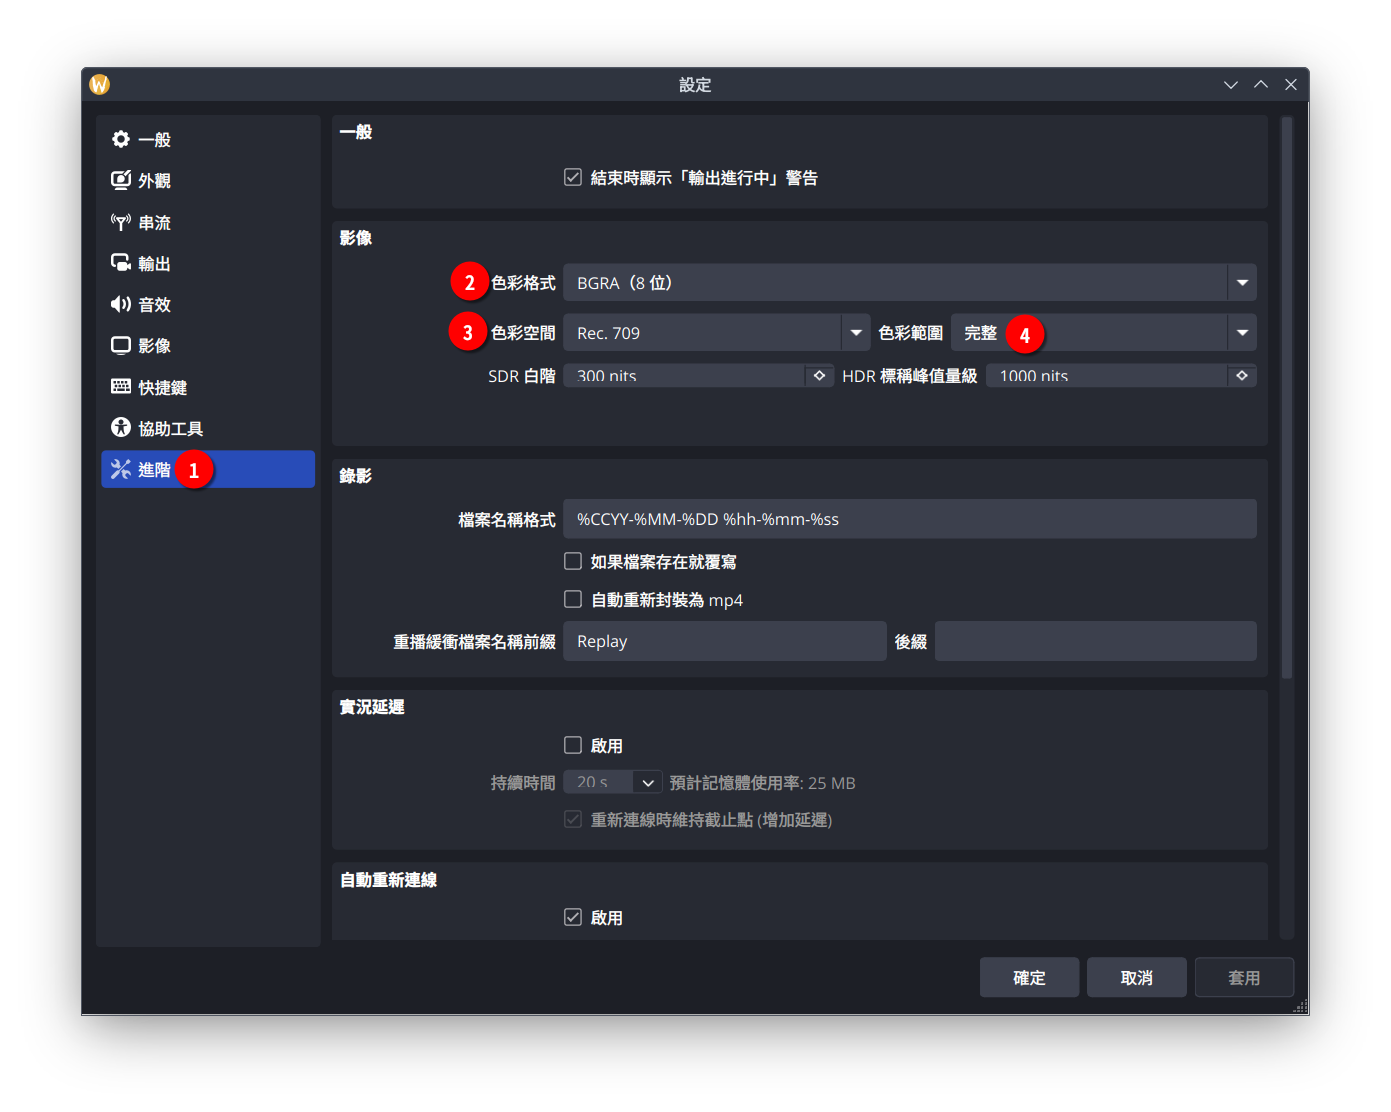 設定
一般
外觀
串流
輸出
音效
影像
快捷鍵
協助工具
進階 1
一般
結束時顯示「輸出進行中」警告
影像
2 色彩格式 BGRA（8 位）
3 色彩空間 Rec. 709 色彩範圍 完整 4
SDR 白階 300 nits HDR 標稱峰值量級 1000 nits
錄影
檔案名稱格式 %CCYY-%MM-%DD %hh-%mm-%ss
如果檔案存在就覆寫
自動重新封裝為 mp4
重播緩衝檔案名稱前綴 Replay 後綴
實況延遲
啟用
持續時間 20 s 預計記憶體使用率: 25 MB
重新連線時維持截止點 (增加延遲)
自動重新連線
啟用
確定 取消 套用